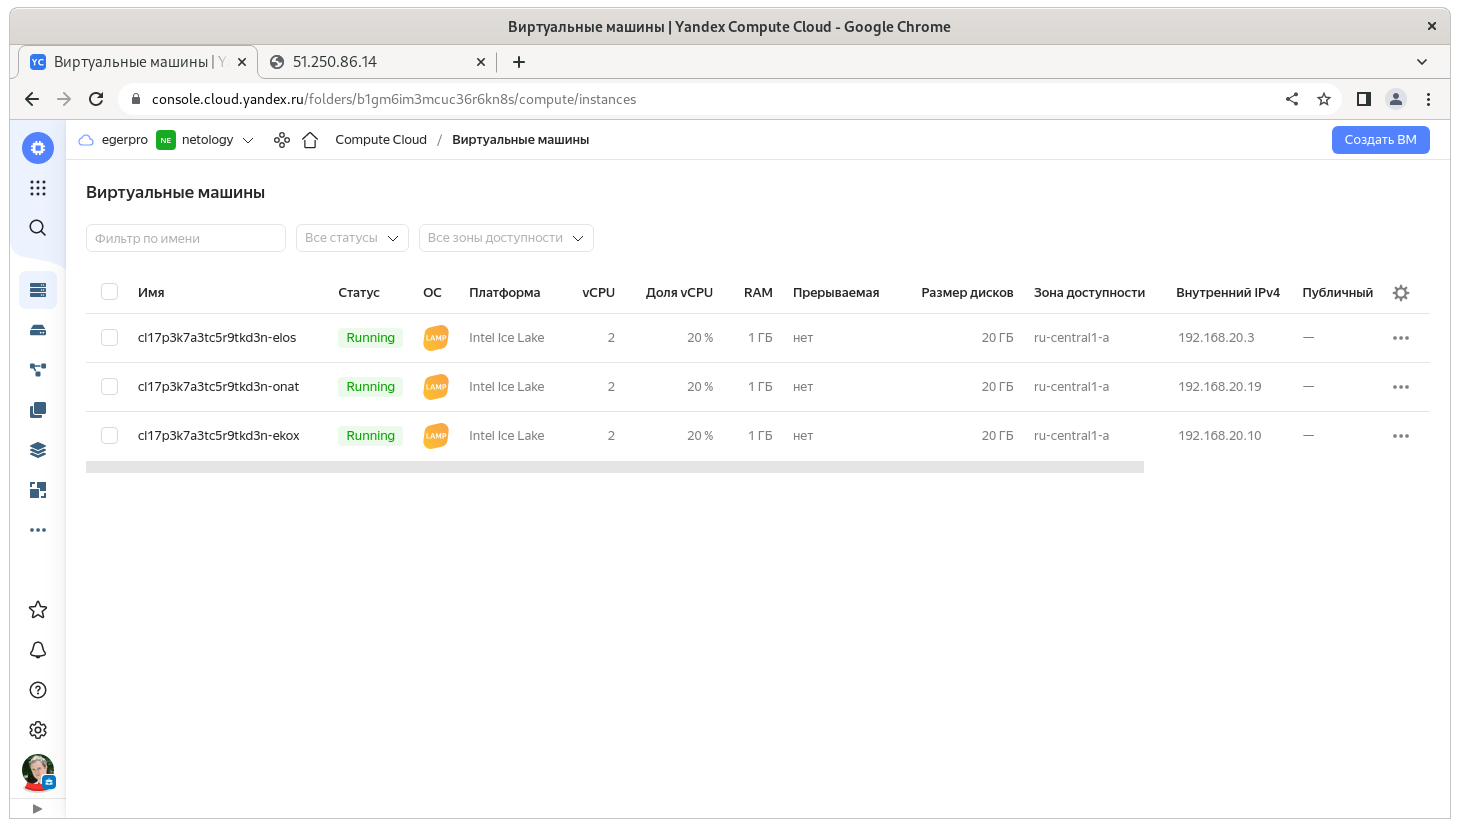 Виртуальные машины | Yandex Compute Cloud - Google Chrome
YC Виртуальные машины | Y
51.250.86.14
console.cloud.yandex.ru/folders/b1gm6im3mcuc36r6kn8s/compute/instances
egerpro NE netology Compute Cloud / Виртуальные машины Создать ВМ
Виртуальные машины
Фильтр по имени Все статусы Все зоны доступности
Имя Статус ОС Платформа vCPU Доля vCPU RAM Прерываемая Размер дисков Зона доступности Внутренний IPv4 Публичный
cl17p3k7a3tc5r9tkd3n-elos Running LAMP Intel Ice Lake 2 20 % 1 ГБ нет 20 ГБ ru-central1-a 192.168.20.3 —
cl17p3k7a3tc5r9tkd3n-onat Running LAMP Intel Ice Lake 2 20 % 1 ГБ нет 20 ГБ ru-central1-a 192.168.20.19 —
cl17p3k7a3tc5r9tkd3n-ekox Running LAMP Intel Ice Lake 2 20 % 1 ГБ нет 20 ГБ ru-central1-a 192.168.20.10 —